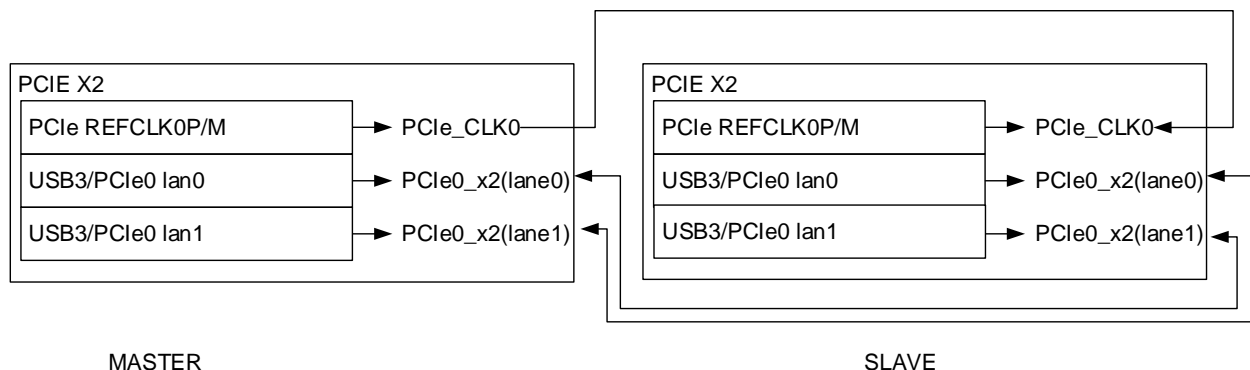 PCIE X2
PCIe REFCLK0P/M
PCIe_CLK0
USB3/PCIe0 lan0
PCIe0_x2(lane0)
USB3/PCIe0 lan1
PCIe0_x2(lane1)
PCIE X2
PCIe REFCLK0P/M
PCIe_CLK0
USB3/PCIe0 lan0
PCIe0_x2(lane0)
USB3/PCIe0 lan1
PCIe0_x2(lane1)
MASTER
SLAVE